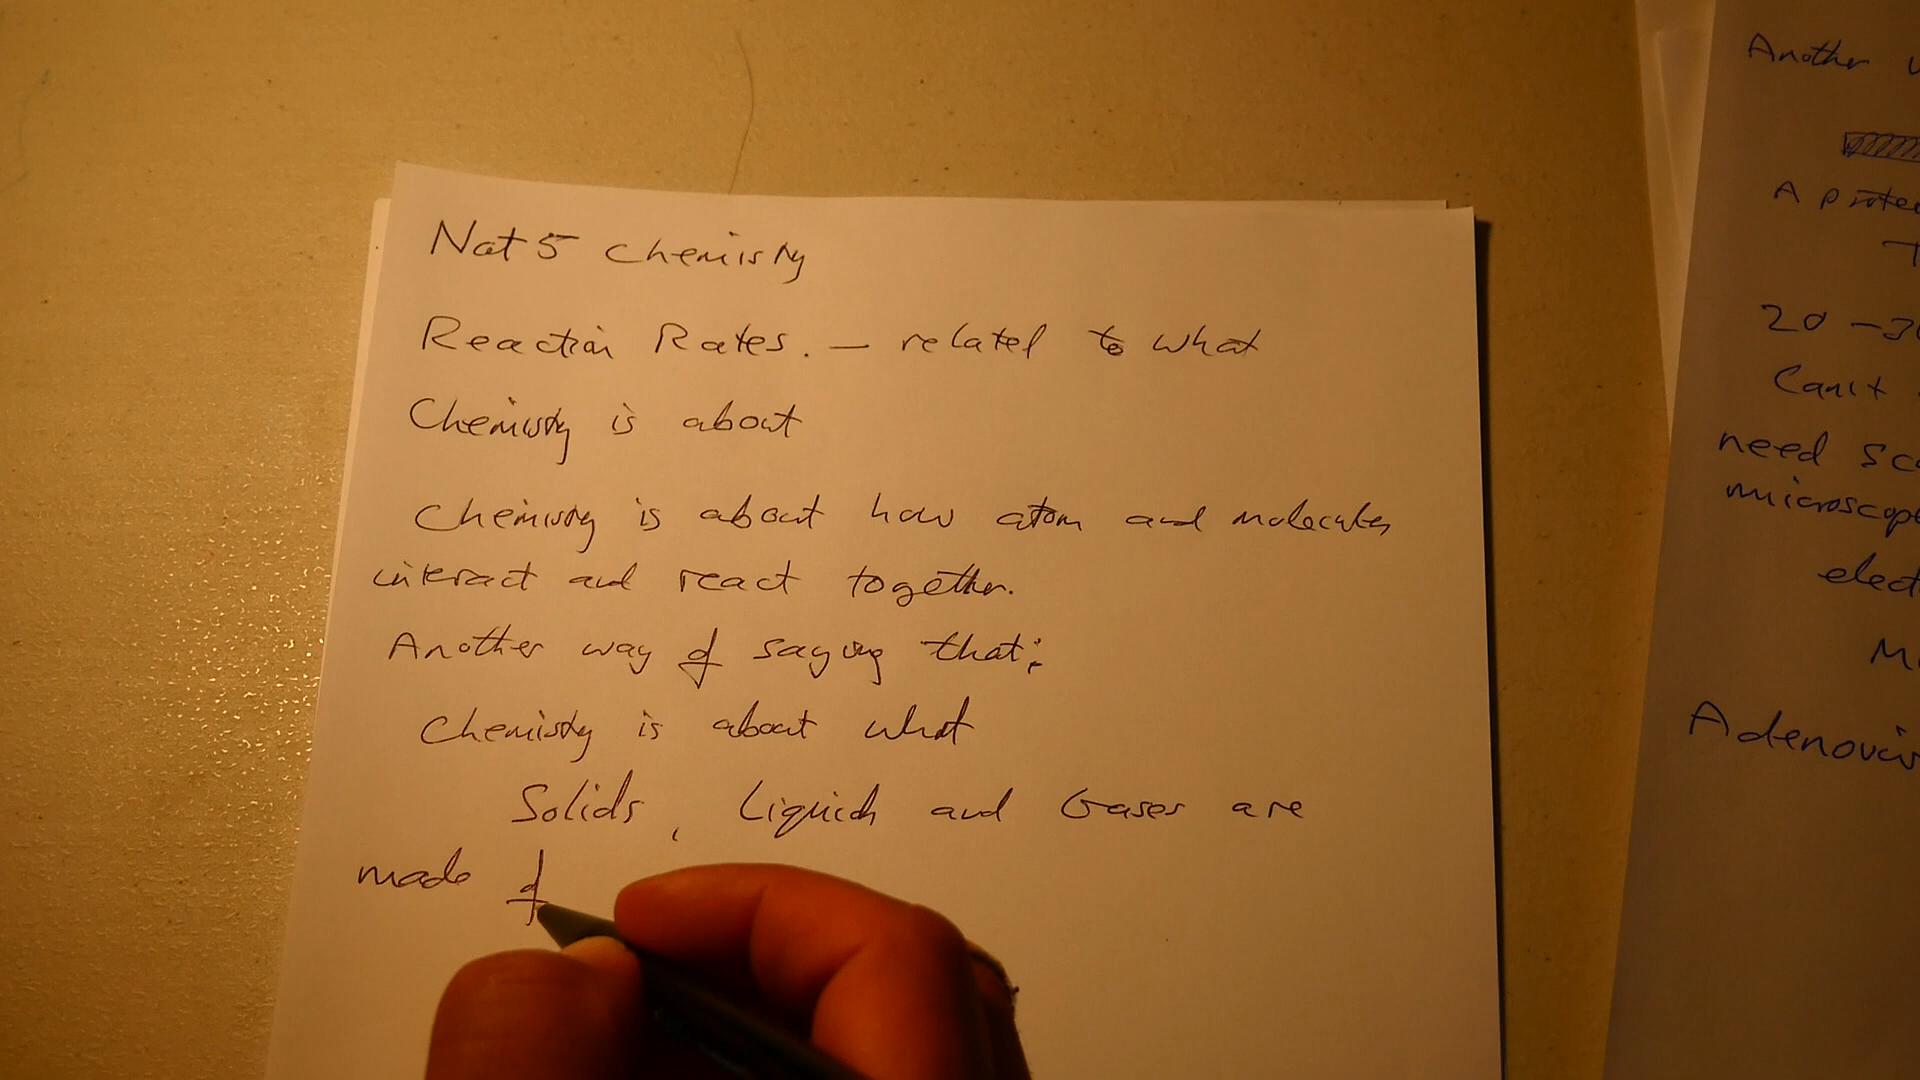 Nat 5 Chemistry
Reaction Rates. — related to what
Chemistry is about
Chemistry is about how atom and molecules
interact and react together.
Another way of saying that:
Chemistry is about what
Solids, Liquids and Gases are
made of
Another
A
T
20 - 30
Can't
need
microscope
elect
M
Adenovir